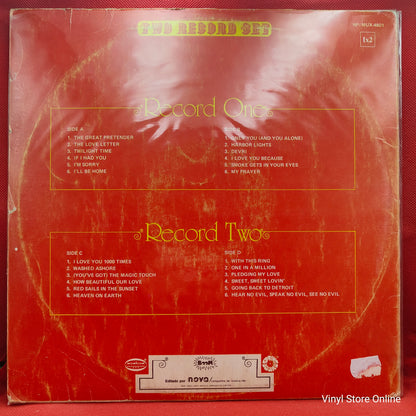 TWO RECORD SET
1x2
Record One
SIDE A
1. THE GREAT PRETENDER
2. THE LOVE LETTER
3. TWILIGHT TIME
4. IF I HAD YOU
5. I'M SORRY
6. I'LL BE HOME
SIDE B
1. ONLY YOU (AND YOU ALONE)
2. HARBOR LIGHTS
3. DEVRI
4. I LOVE YOU BECAUSE
5. SMOKE GETS IN YOUR EYES
6. MY PRAYER
Record Two
SIDE C
1. I LOVE YOU 1000 TIMES
2. WASHED ASHORE
3. (YOU'VE GOT) THE MAGIC TOUCH
4. HOW BEAUTIFUL OUR LOVE
5. RED SAILS IN THE SUNSET
6. HEAVEN ON EARTH
SIDE D
1. WITH THIS RING
2. ONE IN A MILLION
3. PLEDGING MY LOVE
4. SWEET, SWEET LOVIN'
5. GOING BACK TO DETROIT
6. HEAR NO EVIL, SPEAK NO EVIL, SEE NO EVIL
Editado por nova
Vinyl Store Online